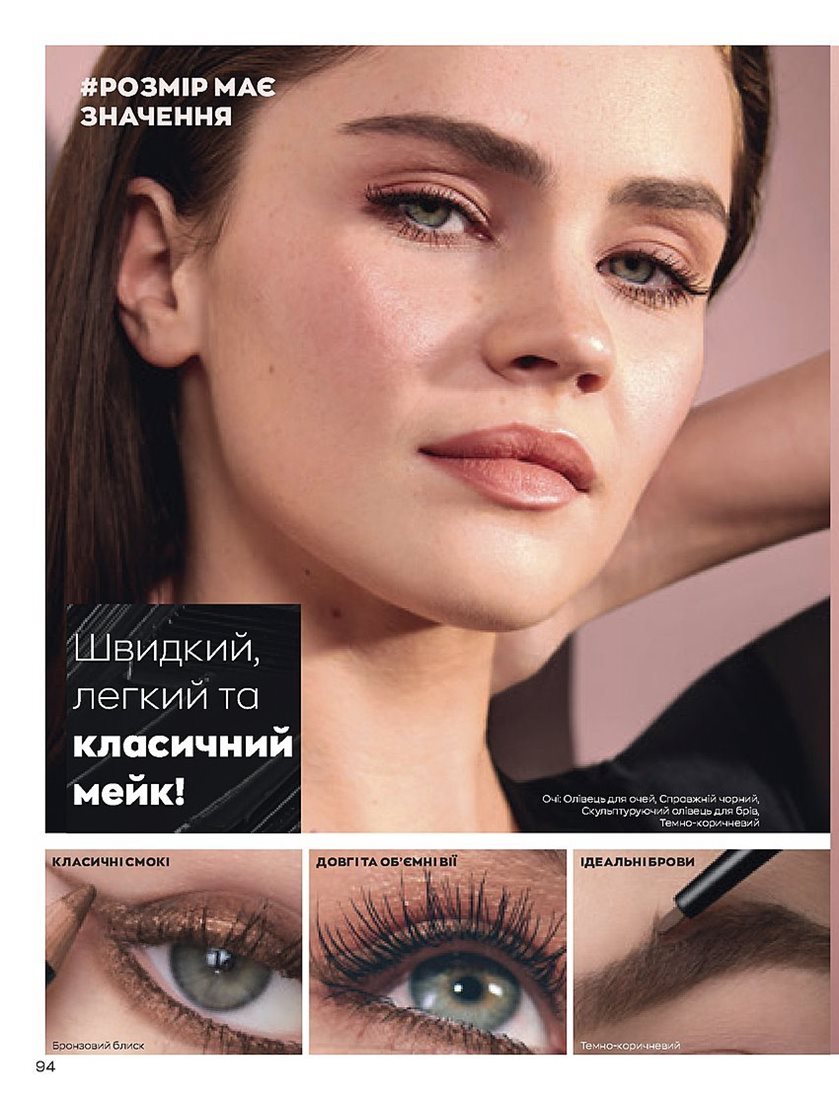 #РОЗМІР МАЄ
ЗНАЧЕННЯ
Швидкий,
легкий та
класичний
мейк!
Очі: Олівець для очей, Справжній чорний,
Скульптуруючий олівець для брів,
Темно-коричневий
КЛАСИЧНІ СМОКІ
Бронзовий блиск
ДОВГІ ТА ОБ'ЄМНІ ВІЇ
ІДЕАЛЬНІ БРОВИ
Темно-коричневий
94